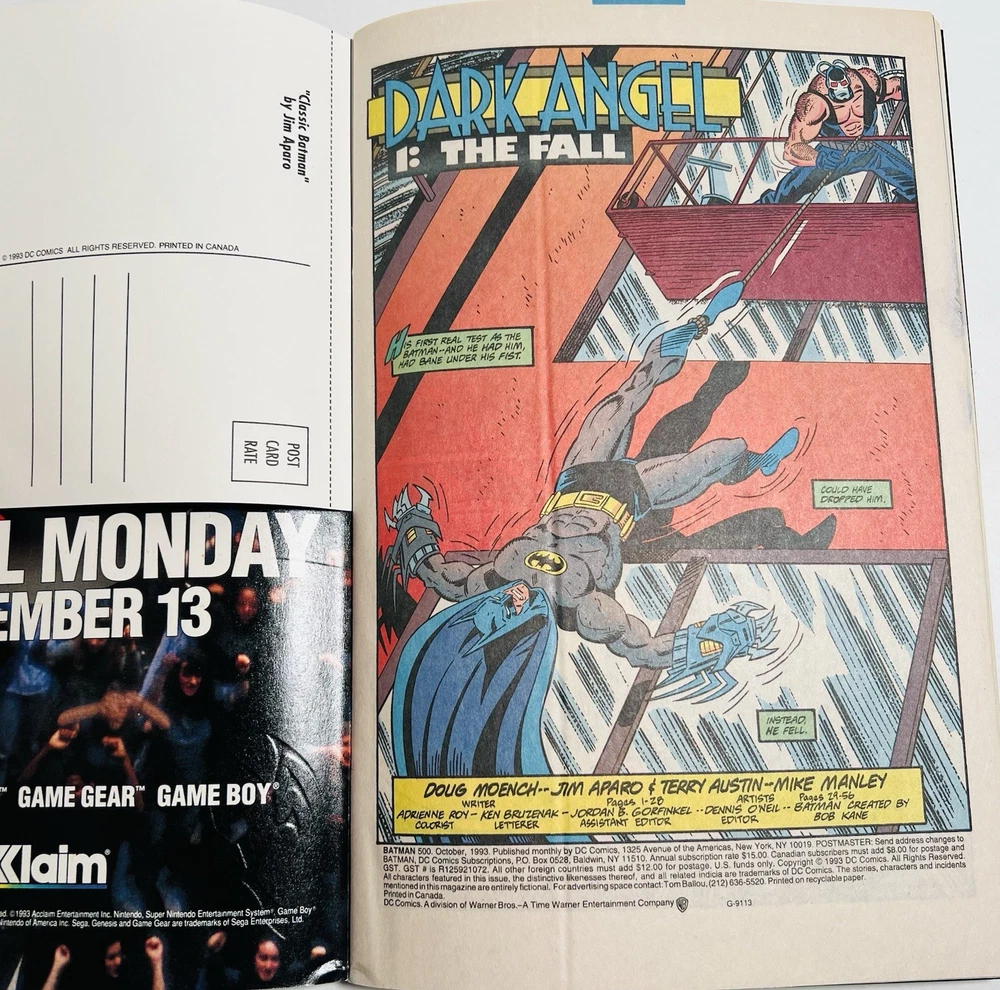 "Classic Batman"
by Jim Aparo
© 1993 DC COMICS ALL RIGHTS RESERVED. PRINTED IN CANADA
POST
CARD
RATE
L MONDAY
EMBER 13
™ GAME GEAR™ GAME BOY®
Klaim®
ed. ©1993 Acclaim Entertainment Inc. Nintendo, Super Nintendo Entertainment System, Game Boy®
Nintendo of America Inc. Sega, Genesis and Game Gear are trademarks of Sega Enterprises, Ltd.
DARK ANGEL
1: THE FALL
HIS FIRST REAL TEST AS THE
BATMAN--AND HE HAD HIM,
HAD BANE UNDER HIS FIST.
COULD HAVE
DROPPED HIM.
INSTEAD,
HE FELL.
DOUG MOENCH--JIM APARO & TERRY AUSTIN--MIKE MANLEY
WRITER Pages 1-28 ARTISTS Pages 29-56
ADRIENNE ROY - KEN BRUZENAK - JORDAN B. GORFINKEL -- DENNIS O'NEIL -- BATMAN CREATED BY
COLORIST LETTERER ASSISTANT EDITOR EDITOR BOB KANE
BATMAN 500. October, 1993. Published monthly by DC Comics, 1325 Avenue of the Americas, New York, NY 10019. POSTMASTER: Send address changes to
BATMAN, DC Comics Subscriptions, P.O. Box 0528, Baldwin, NY 11510. Annual subscription rate $15.00. Canadian subscribers must add $8.00 for postage and
GST. GST # is R125921072. All other foreign countries must add $12.00 for postage. U.S. funds only. Copyright © 1993 DC Comics. All Rights Reserved.
All characters featured in this issue, the distinctive likenesses thereof, and all related indicia are trademarks of DC Comics. The stories, characters and incidents
mentioned in this magazine are entirely fictional. For advertising space contact: Tom Ballou, (212) 636-5520. Printed on recyclable paper.
Printed in Canada.
DC Comics. A division of Warner Bros.–A Time Warner Entertainment Company G-9113